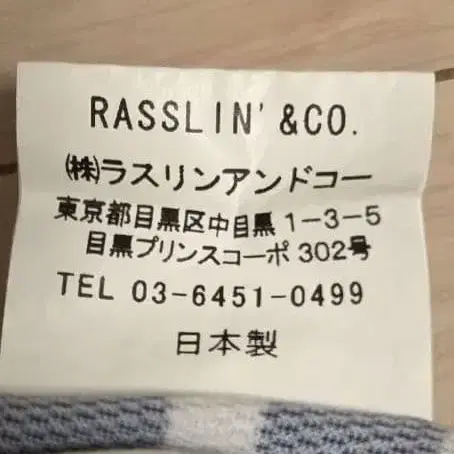 RASSLIN' &CO.
㈱ラスリンアンドコー
東京都目黒区中目黒1-3-5
目黒プリンスコーポ302号
TEL 03-6451-0499
日本製